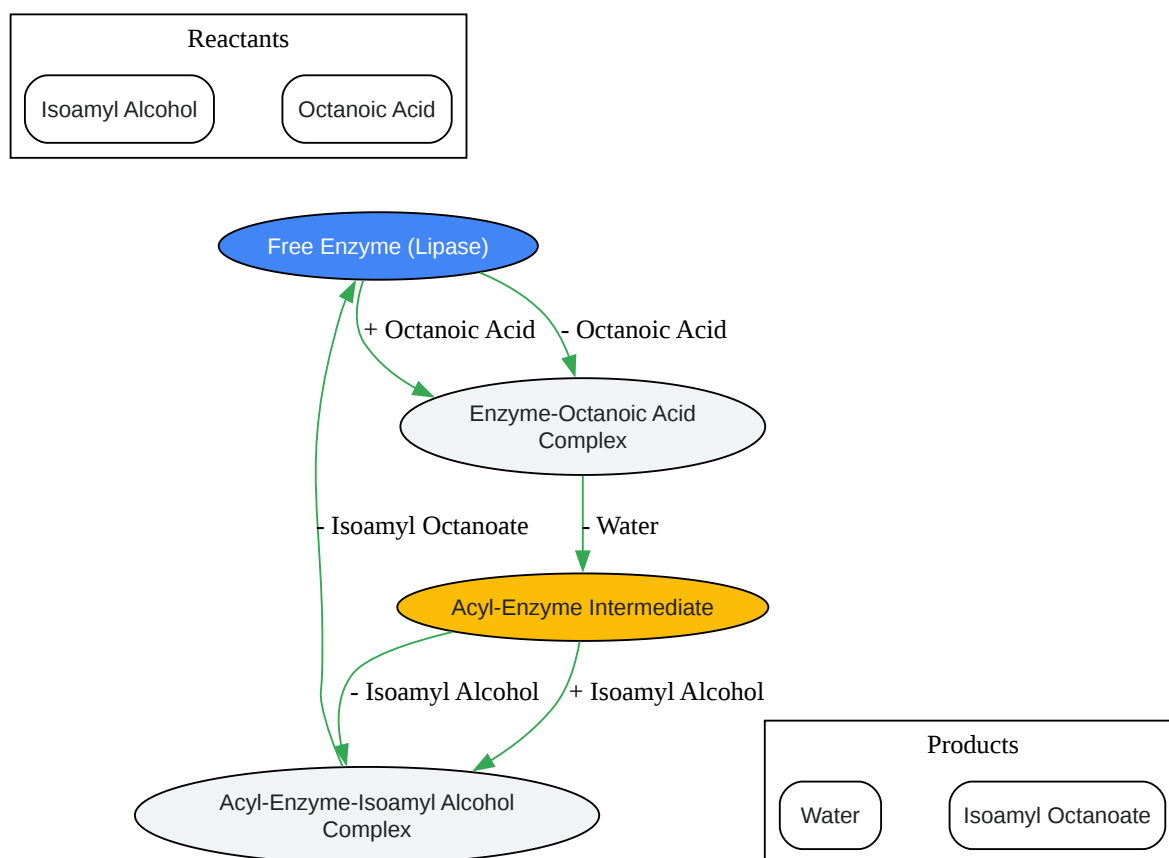 Reactants
Isoamyl Alcohol
Octanoic Acid
Free Enzyme (Lipase)
+ Octanoic Acid
- Octanoic Acid
Enzyme-Octanoic Acid
Complex
- Isoamyl Octanoate
- Water
Acyl-Enzyme Intermediate
- Isoamyl Alcohol
+ Isoamyl Alcohol
Acyl-Enzyme-Isoamyl Alcohol
Complex
Products
Water
Isoamyl Octanoate